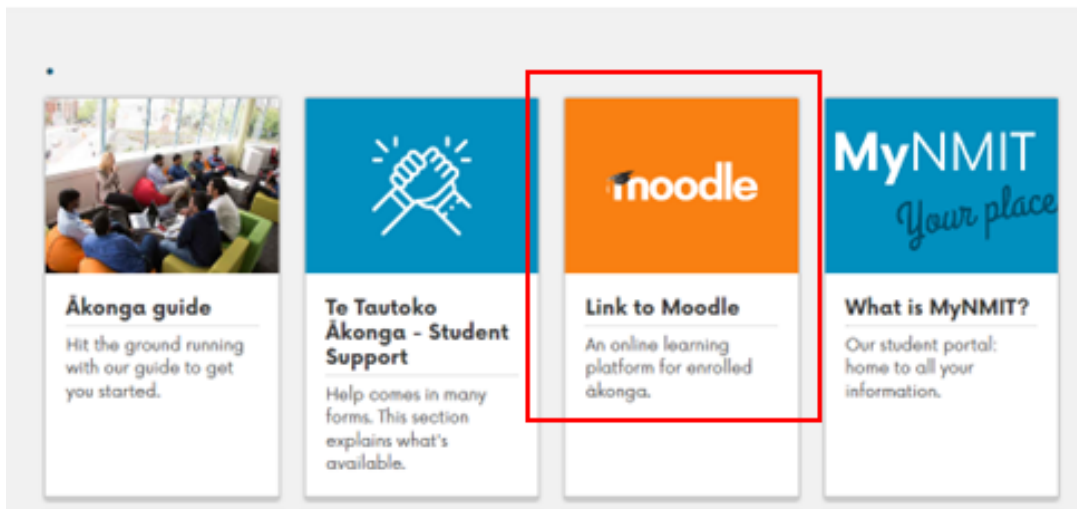 moodle
MyNMIT
Your place
Ākonga guide
Hit the ground running
with our guide to get
you started.
Te Tautoko
Ākonga - Student
Support
Help comes in many
forms. This section
explains what's
available.
Link to Moodle
An online learning
platform for enrolled
ākonga.
What is MyNMIT?
Our student portal:
home to all your
information.